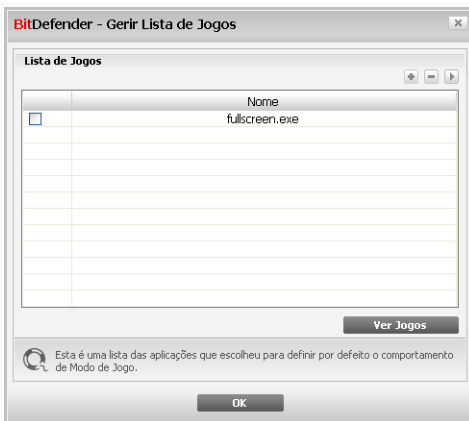 BitDefender - Gerir Lista de Jogos
Lista de Jogos
Nome
fullscreen.exe
Ver Jogos
Esta é uma lista das aplicações que escolheu para definir por defeito o comportamento
de Modo de Jogo.
OK